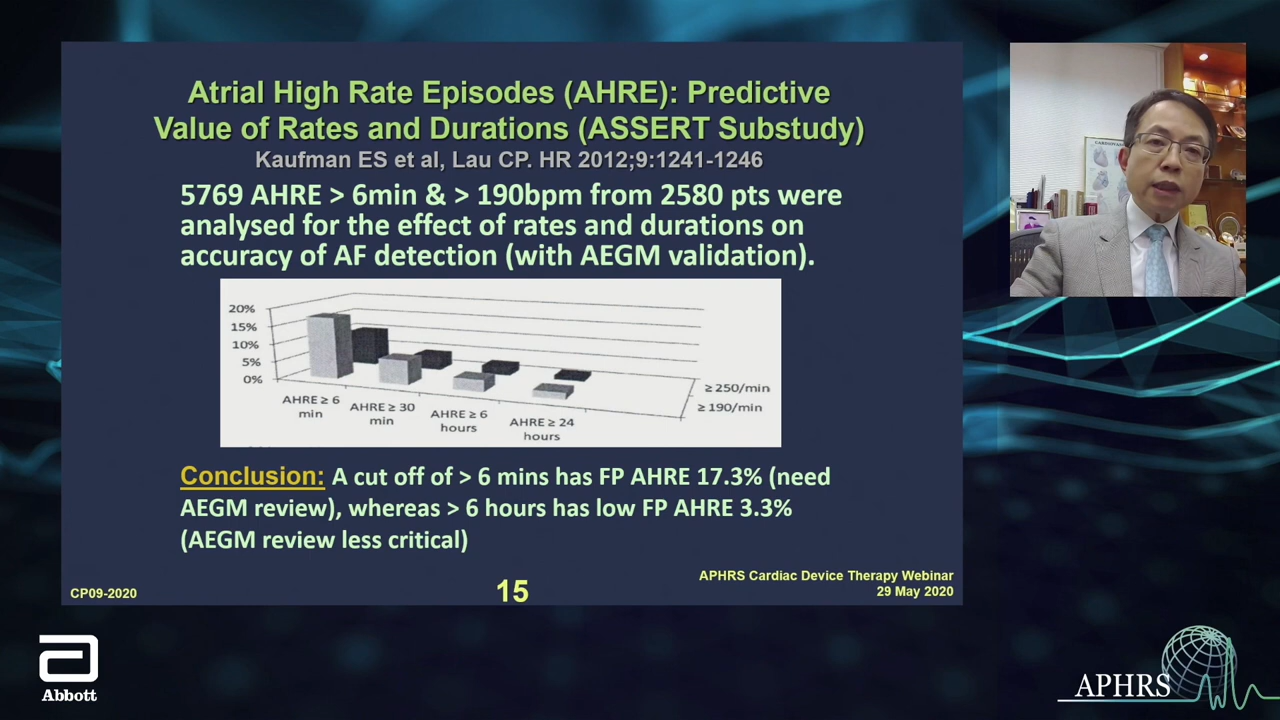 Atrial High Rate Episodes (AHRE): Predictive
Value of Rates and Durations (ASSERT Substudy)
Kaufman ES et al, Lau CP. HR 2012;9:1241-1246
5769 AHRE > 6min & > 190bpm from 2580 pts were
analysed for the effect of rates and durations on
accuracy of AF detection (with AEGM validation).
20%
15%
10%
5%
0%
AHRE ≥ 6
min
AHRE ≥ 30
min
AHRE ≥ 6
hours
AHRE ≥ 24
hours
≥ 250/min
≥ 190/min
Conclusion: A cut off of > 6 mins has FP AHRE 17.3% (need
AEGM review), whereas > 6 hours has low FP AHRE 3.3%
(AEGM review less critical)
CP09-2020
15
APHRS Cardiac Device Therapy Webinar
29 May 2020
Abbott
APHRS